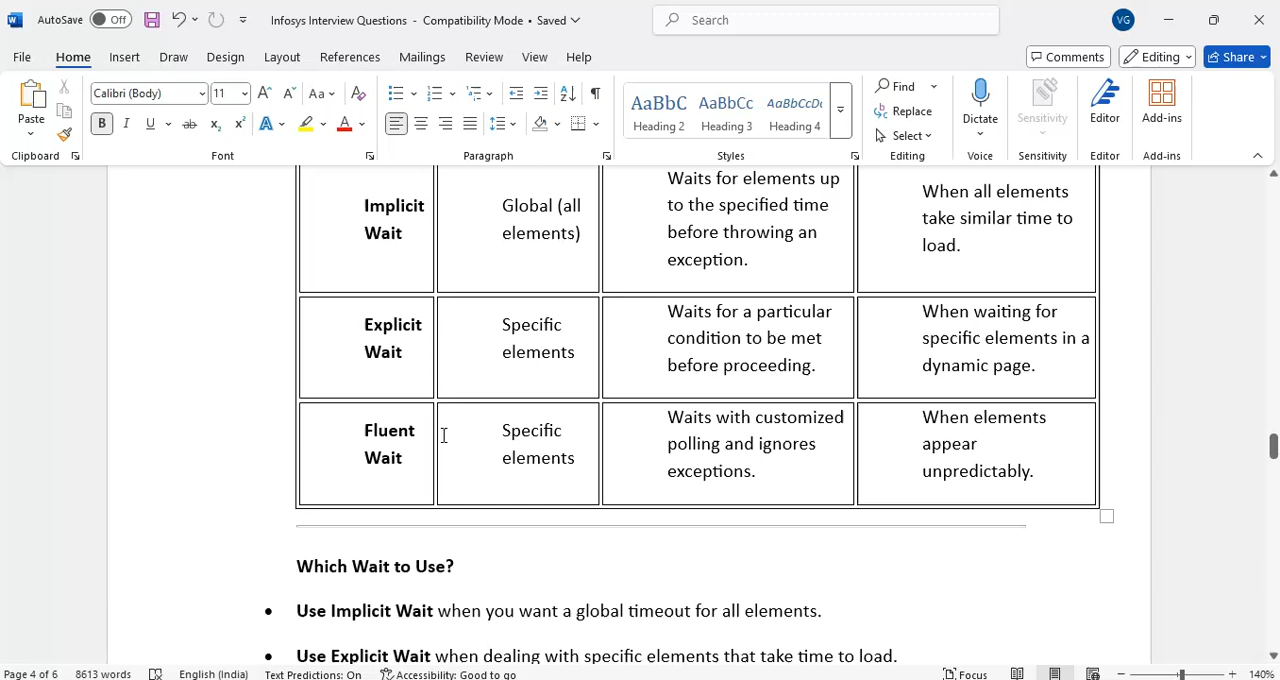 AutoSave Off Infosys Interview Questions - Compatibility Mode • Saved Search VG
File Home Insert Draw Design Layout References Mailings Review View Help Comments Editing Share
Paste Calibri (Body) 11 Aa AaBbC AaBbCc AaBbCcDc Find Replace Select Dictate Sensitivity Editor Add-ins
Heading 2 Heading 3 Heading 4
Clipboard Font Paragraph Styles Editing Voice Sensitivity Editor Add-ins
Implicit Wait
Global (all elements)
Waits for elements up
to the specified time
before throwing an
exception.
When all elements
take similar time to
load.
Explicit
Wait
Specific
elements
Waits for a particular
condition to be met
before proceeding.
When waiting for
specific elements in a
dynamic page.
Fluent
Wait
Specific
elements
Waits with customized
polling and ignores
exceptions.
When elements
appear
unpredictably.
Which Wait to Use?
• Use Implicit Wait when you want a global timeout for all elements.
• Use Explicit Wait when dealing with specific elements that take time to load.
Page 4 of 6 8613 words English (India) Text Predictions: On Accessibility: Good to go Focus 140%